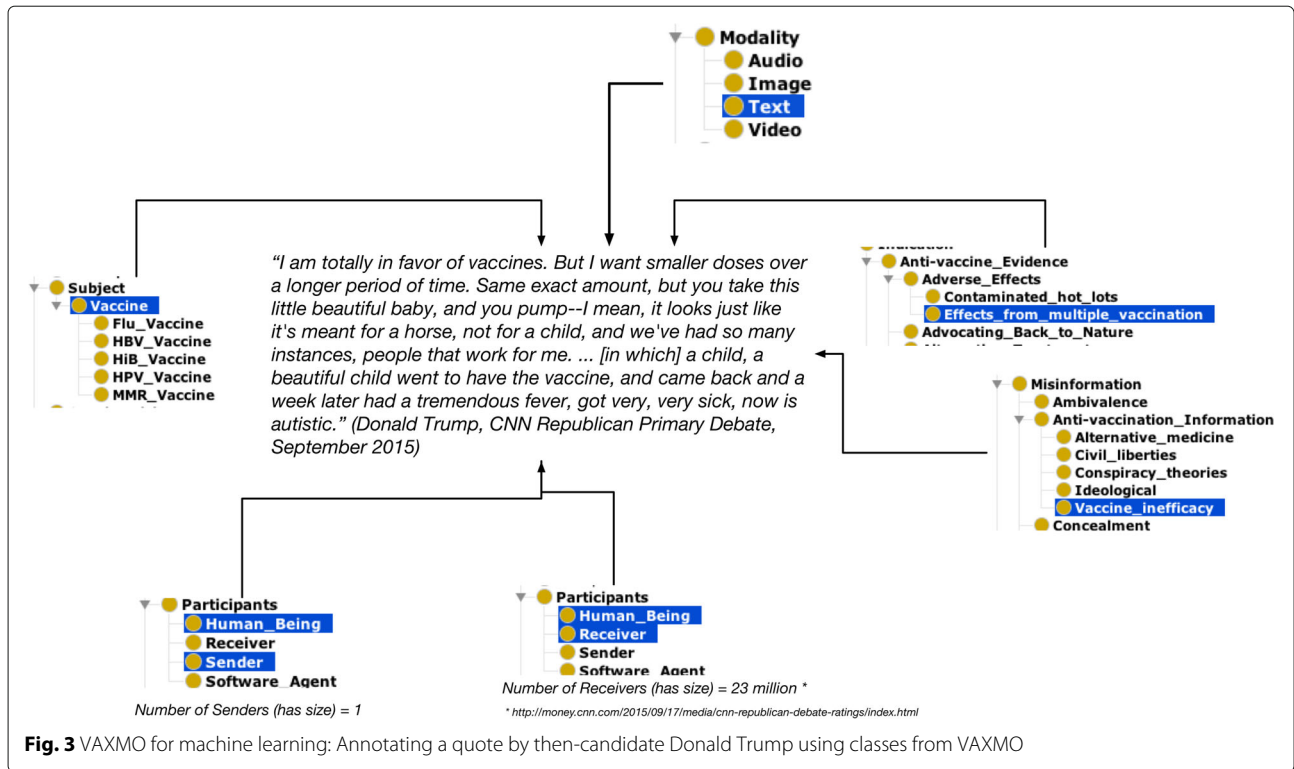 Modality
Audio
Image
Text
Video
Subject
Vaccine
Flu_Vaccine
HBV_Vaccine
HiB_Vaccine
HPV_Vaccine
MMR_Vaccine
“I am totally in favor of vaccines. But I want smaller doses over
a longer period of time. Same exact amount, but you take this
little beautiful baby, and you pump--I mean, it looks just like
it's meant for a horse, not for a child, and we've had so many
instances, people that work for me. ... [in which] a child, a
beautiful child went to have the vaccine, and came back and a
week later had a tremendous fever, got very, very sick, now is
autistic.” (Donald Trump, CNN Republican Primary Debate,
September 2015)
Anti-vaccine_Evidence
Adverse_Effects
Contaminated_hot_lots
Effects_from_multiple_vaccination
Advocating_Back_to_Nature
Misinformation
Ambivalence
Anti-vaccination_Information
Alternative_medicine
Civil_liberties
Conspiracy_theories
Ideological
Vaccine_inefficacy
Concealment
Participants
Human_Being
Receiver
Sender
Software_Agent
Number of Senders (has size) = 1
Participants
Human_Being
Receiver
Sender
Software_Agent
Number of Receivers (has size) = 23 million *
* http://money.cnn.com/2015/09/17/media/cnn-republican-debate-ratings/index.html
Fig. 3 VAXMO for machine learning: Annotating a quote by then-candidate Donald Trump using classes from VAXMO